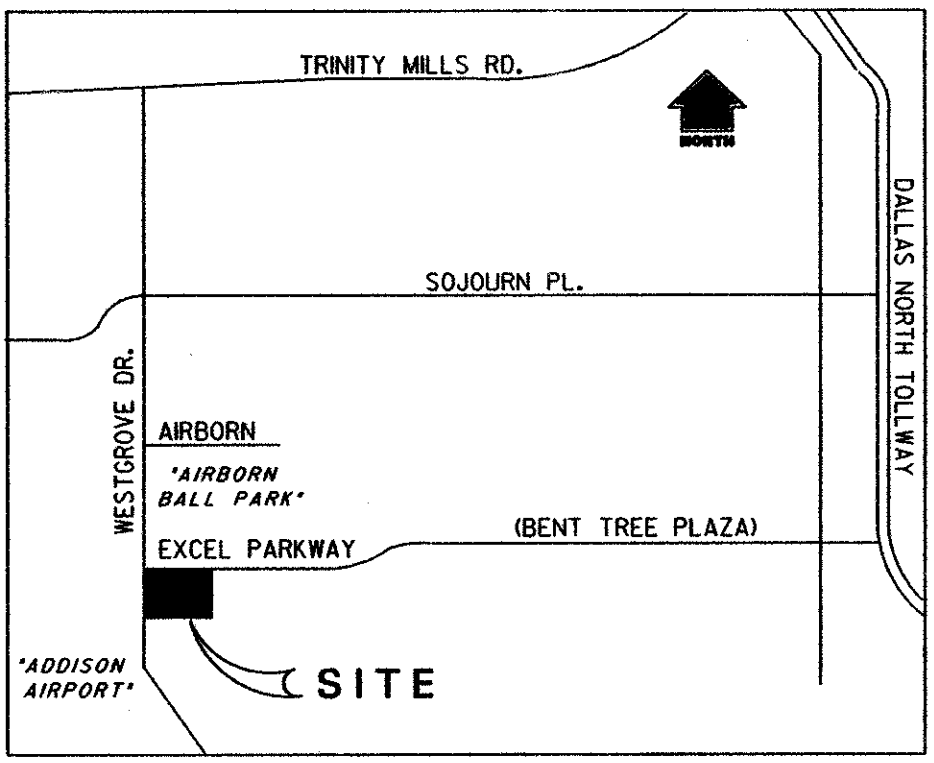 TRINITY MILLS RD.
NORTH
DALLAS NORTH TOLLWAY
SOJOURN PL.
WESTGROVE DR.
AIRBORN
"AIRBORN
BALL PARK"
EXCEL PARKWAY
(BENT TREE PLAZA)
"ADDISON
AIRPORT"
SITE